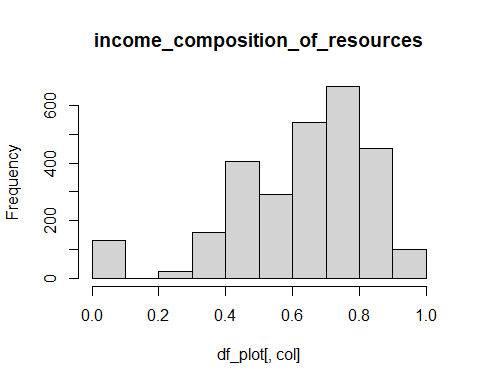 income_composition_of_resources
Frequency
600
400
200
0
0.0 0.2 0.4 0.6 0.8 1.0
df_plot[, col]